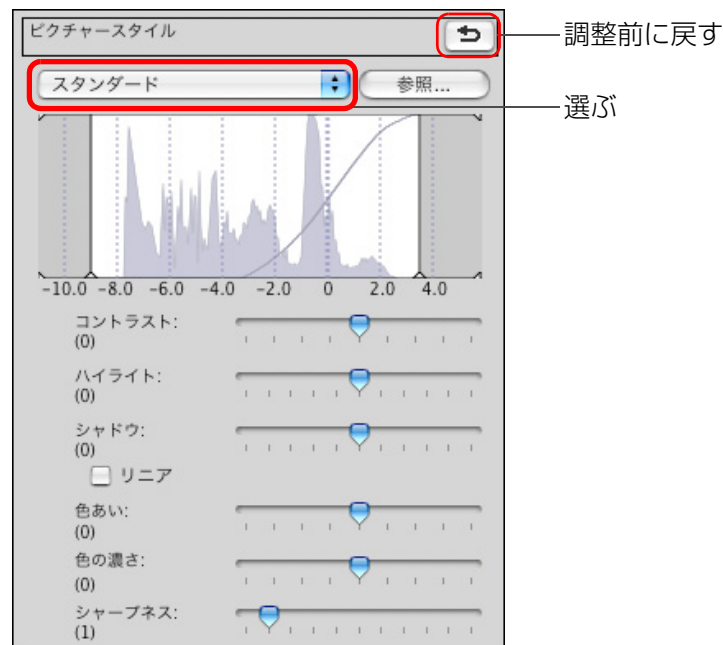 ピクチャースタイル
調整前に戻す
スタンダード
参照...
選ぶ
-10.0 -8.0 -6.0 -4.0 -2.0 0 2.0 4.0
コントラスト:
(0)
ハイライト:
(0)
シャドウ:
(0)
リニア
色あい:
(0)
色の濃さ:
(0)
シャープネス:
(1)